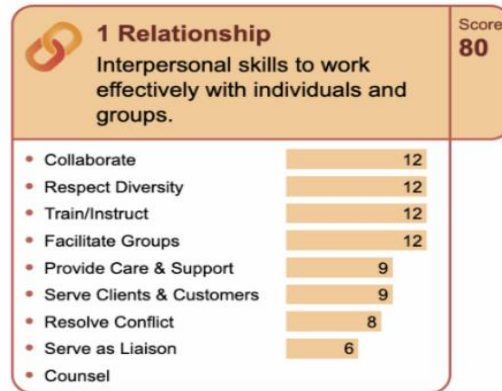 1 Relationship
Score
80
Interpersonal skills to work
effectively with individuals and
groups.
• Collaborate 12
• Respect Diversity 12
• Train/Instruct 12
• Facilitate Groups 12
• Provide Care & Support 9
• Serve Clients & Customers 9
• Resolve Conflict 8
• Serve as Liaison 6
• Counsel